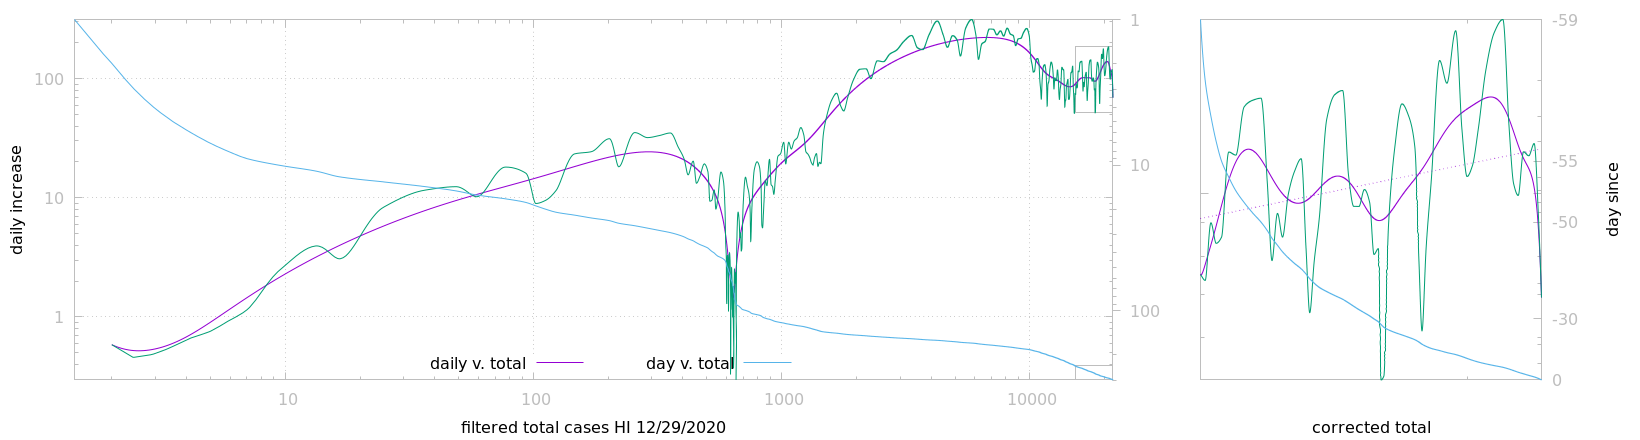 daily increase
100
10
1
daily v. total
day v. total
10
100
1000
10000
1
10
100
filtered total cases HI 12/29/2020
-59
-55
-50
-30
0
day since
corrected total